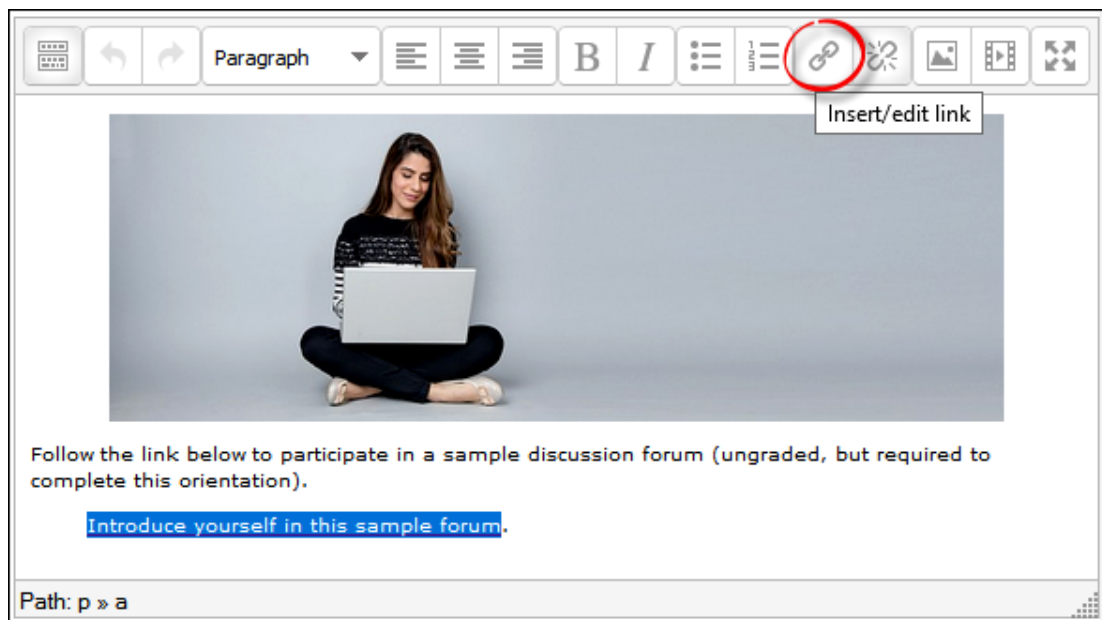 Paragraph
B I
Insert/edit link
Follow the link below to participate in a sample discussion forum (ungraded, but required to
complete this orientation).
Introduce yourself in this sample forum.
Path: p » a